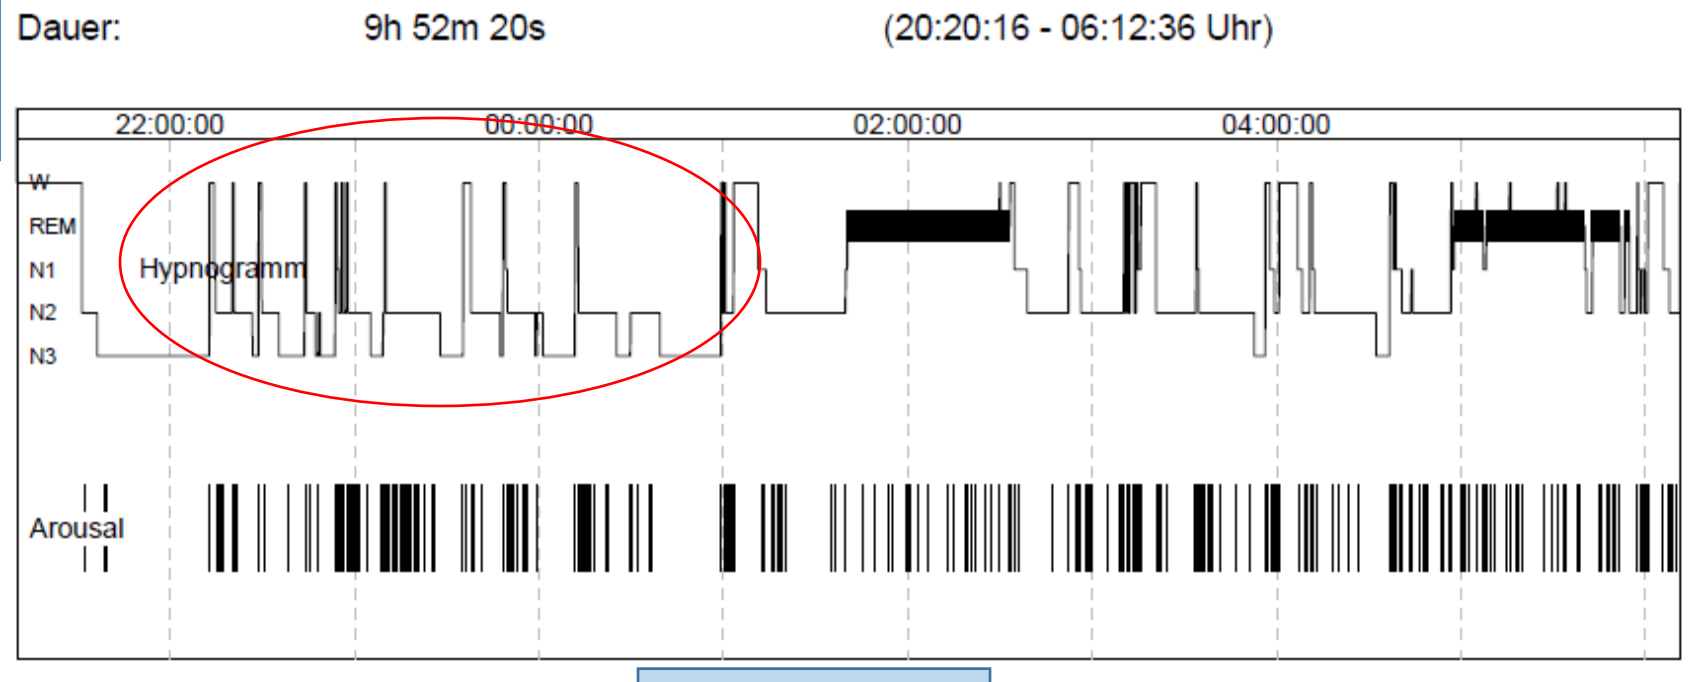 Dauer: 9h 52m 20s (20:20:16 - 06:12:36 Uhr)
22:00:00 00:00:00 02:00:00 04:00:00
W
REM
N1
Hypnogramm
N2
N3
Arousal